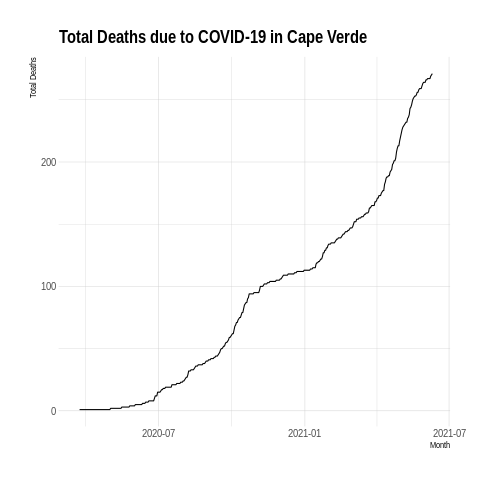 Total Deaths due to COVID-19 in Cape Verde
Total Deaths
200
100
0
2020-07
2021-01
2021-07
Month